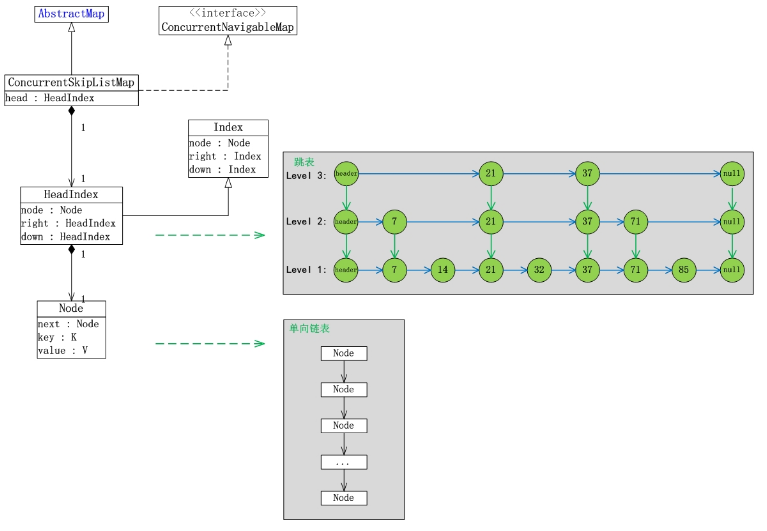 AbstractMap
<<interface>>
ConcurrentNavigableMap
ConcurrentSkipListMap
head : HeadIndex
1
1
Index
node : Node
right : Index
down : Index
HeadIndex
node : Node
right : HeadIndex
down : HeadIndex
1
1
Node
next : Node
key : K
value : V
跳表
Level 3: header 21 37 null
Level 2: header 7 21 37 71 null
Level 1: header 7 14 21 32 37 71 85 null
单向链表
Node
Node
Node
...
Node